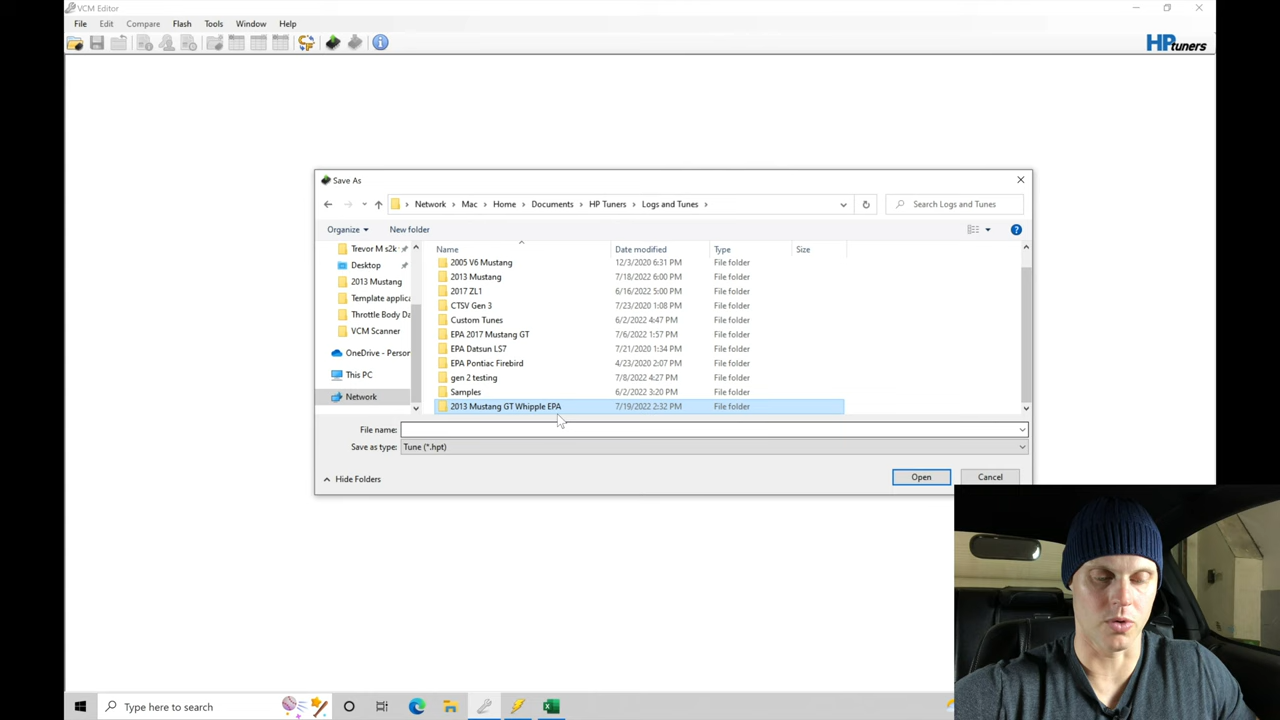 VCM Editor
File Edit Compare Flash Tools Window Help
HPtuners
Save As
Network > Mac > Home > Documents > HP Tuners > Logs and Tunes >
Search Logs and Tunes
Organize New folder
Name Date modified Type Size
Trevor M s2k
Desktop
2013 Mustang
Template applica
Throttle Body Da
VCM Scanner
OneDrive - Person
This PC
Network
2005 V6 Mustang 12/3/2020 6:31 PM File folder
2013 Mustang 7/18/2022 6:00 PM File folder
2017 ZL1 6/16/2022 5:00 PM File folder
CTSV Gen 3 7/23/2020 1:08 PM File folder
Custom Tunes 6/2/2022 4:47 PM File folder
EPA 2017 Mustang GT 7/6/2022 1:57 PM File folder
EPA Datsun LS7 7/21/2020 1:34 PM File folder
EPA Pontiac Firebird 4/23/2020 2:07 PM File folder
gen 2 testing 7/8/2022 4:27 PM File folder
Samples 6/2/2022 3:20 PM File folder
2013 Mustang GT Whipple EPA 7/19/2022 2:32 PM File folder
File name:
Save as type: Tune (*.hpt)
Hide Folders
Open Cancel
Type here to search